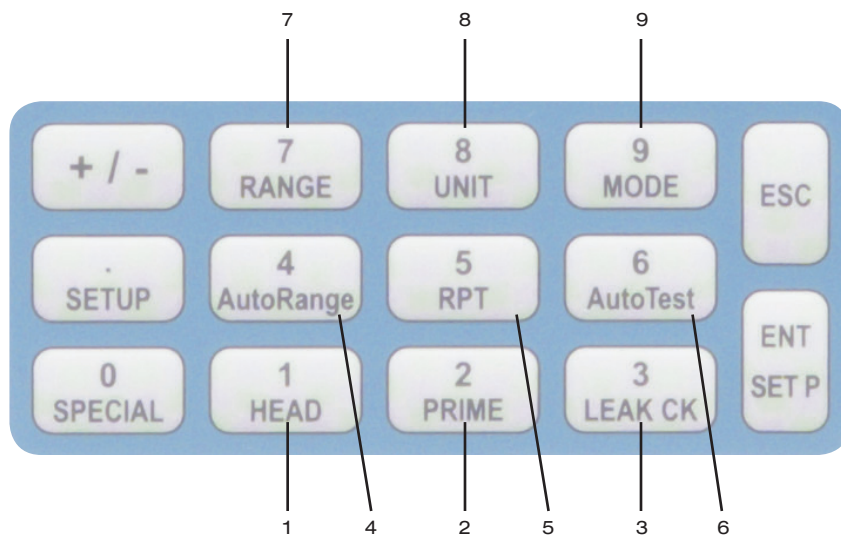 7 8 9
+ / -
7
RANGE
8
UNIT
9
MODE
ESC
.
SETUP
4
AutoRange
5
RPT
6
AutoTest
0
SPECIAL
1
HEAD
2
PRIME
3
LEAK CK
ENT
SET P
1 4 2 5 3 6